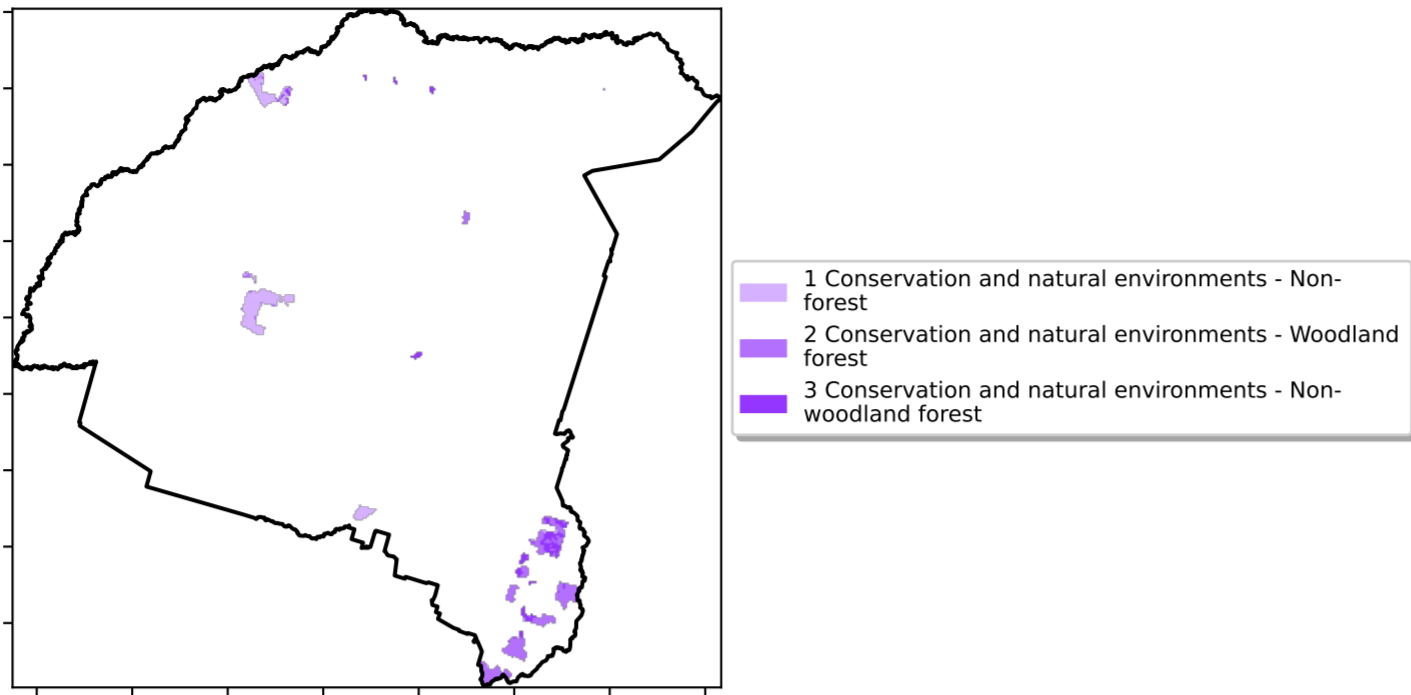 1 Conservation and natural environments - Non-
forest
2 Conservation and natural environments - Woodland
forest
3 Conservation and natural environments - Non-
woodland forest